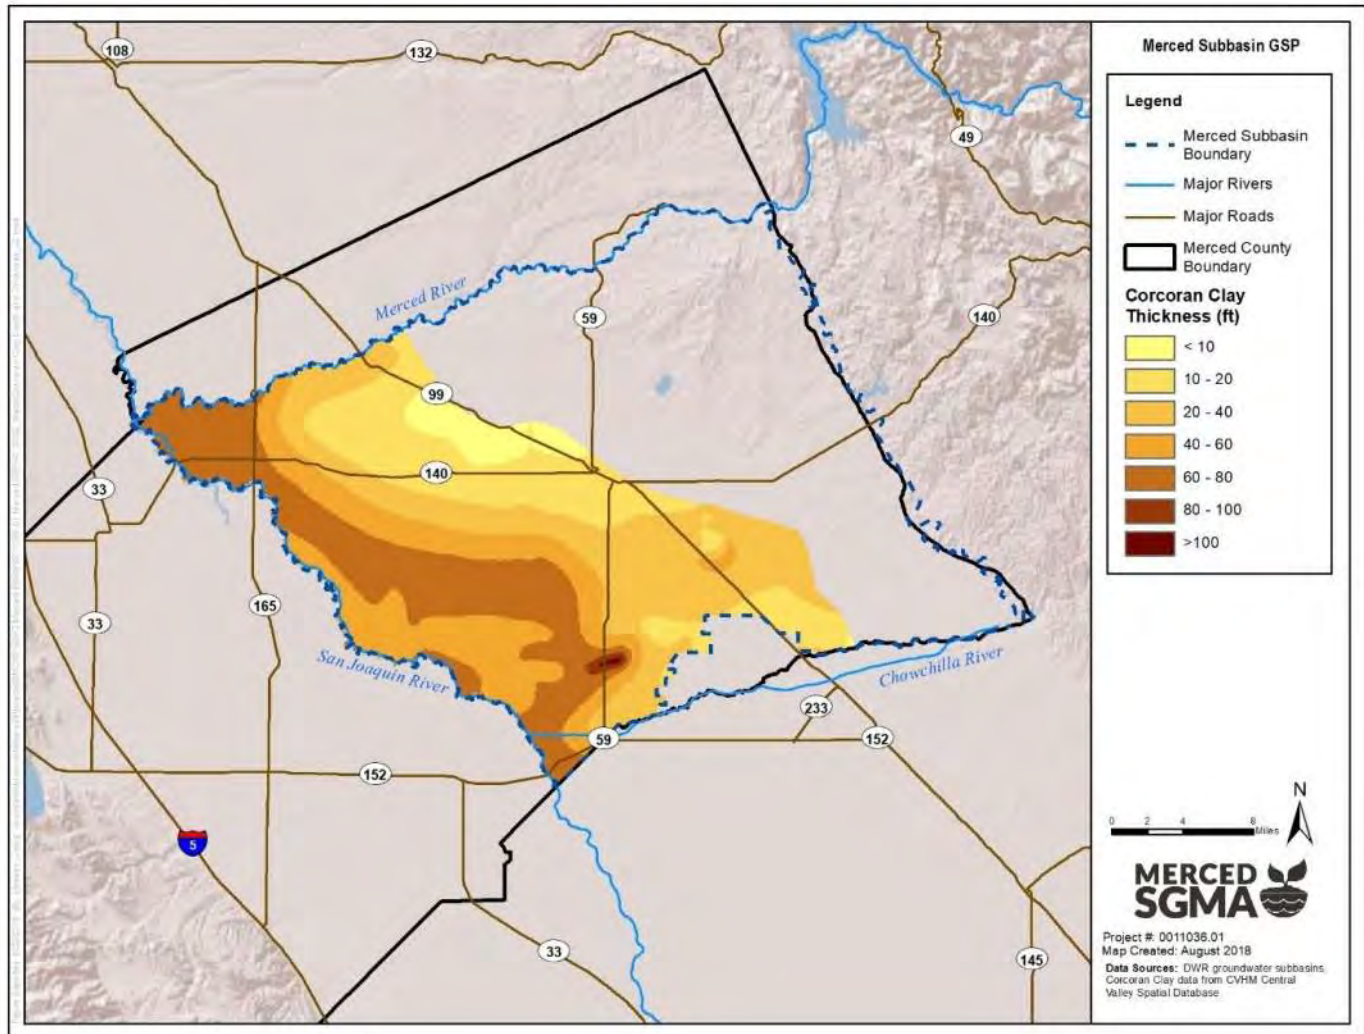 Merced Subbasin GSP
Legend
Merced Subbasin
Boundary
Major Rivers
Major Roads
Merced County
Boundary
Corcoran Clay
Thickness (ft)
< 10
10 - 20
20 - 40
40 - 60
60 - 80
80 - 100
>100
108
132
49
Merced River
59
140
99
140
33
165
33
San Joaquin River
Chowchilla River
233
59
152
152
5
33
145
N
0 2 4 8 Miles
MERCED
SGMA
Project #: 0011036.01
Map Created: August 2018
Data Sources: DWR groundwater subbasins,
Corcoran Clay data from CVHM Central
Valley Spatial Database